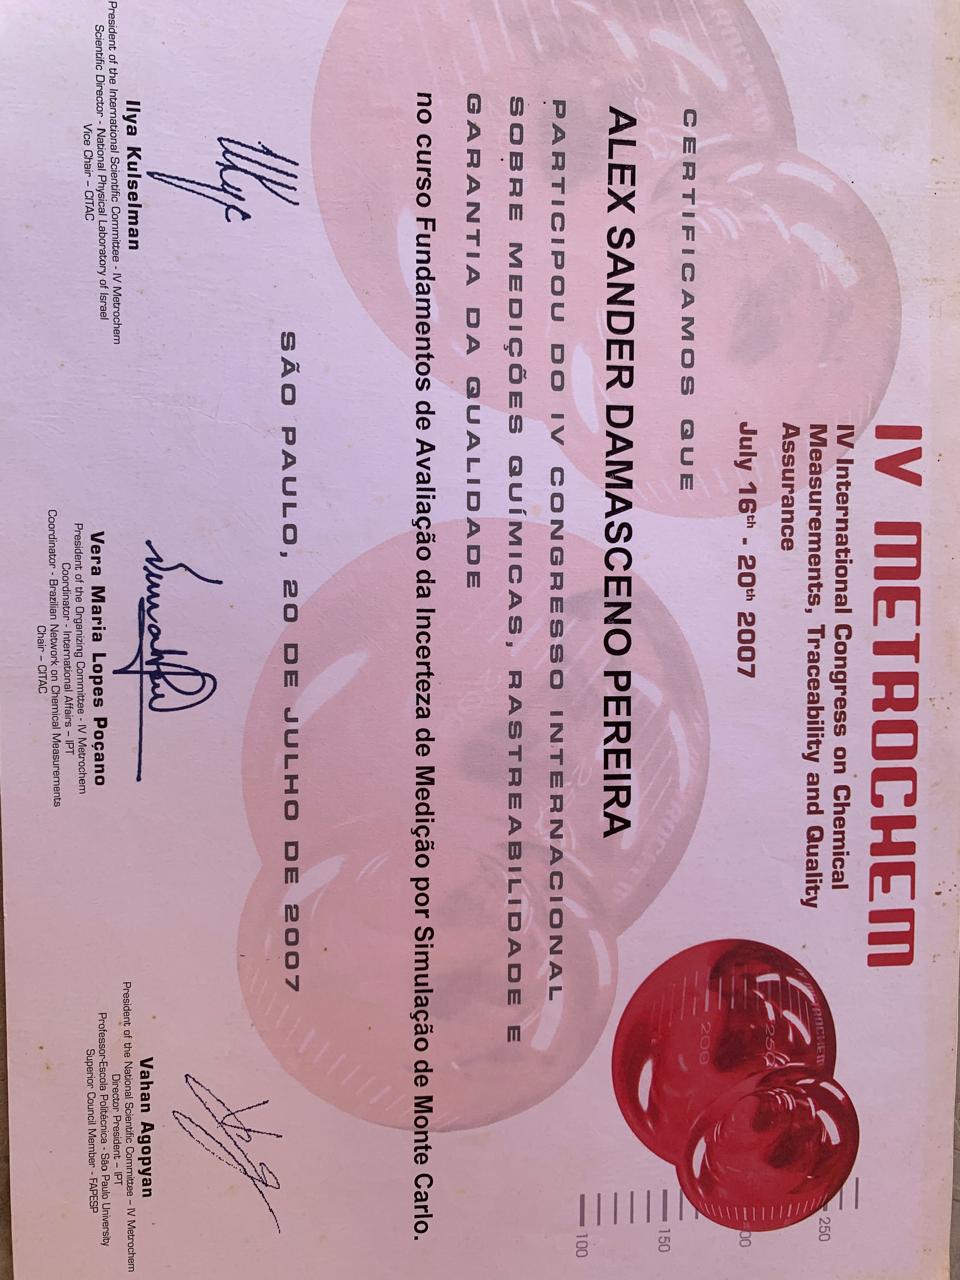 IV METROCHEM
IV International Congress on Chemical
Measurements, Traceability and Quality
Assurance
July 16th - 20th 2007
CERTIFICAMOS QUE
ALEX SANDER DAMASCENO PEREIRA
PARTICIPOU DO IV CONGRESSO INTERNACIONAL
SOBRE MEDIÇÕES QUÍMICAS, RASTREABILIDADE E
GARANTIA DA QUALIDADE
no curso Fundamentos de Avaliação da Incerteza de Medição por Simulação de Monte Carlo.
SÃO PAULO, 20 DE JULHO DE 2007
Ilya Kulselman
President of the International Scientific Committee - IV Metrochem
Scientific Director - National Physical Laboratory of Israel
Vice Chair – CITAC
Vera Maria Lopes Poçano
President of the Organizing Committee - IV Metrochem
Coordinator - International Affairs – IPT
Coordinator - Brazilian Network on Chemical Measurements
Chair – CITAC
Vahan Agopyan
President of the National Scientific Committee – IV Metrochem
Director President – IPT
Professor-Escola Politécnica - São Paulo University
Superior Council Member - FAPESP
250
150
100
250